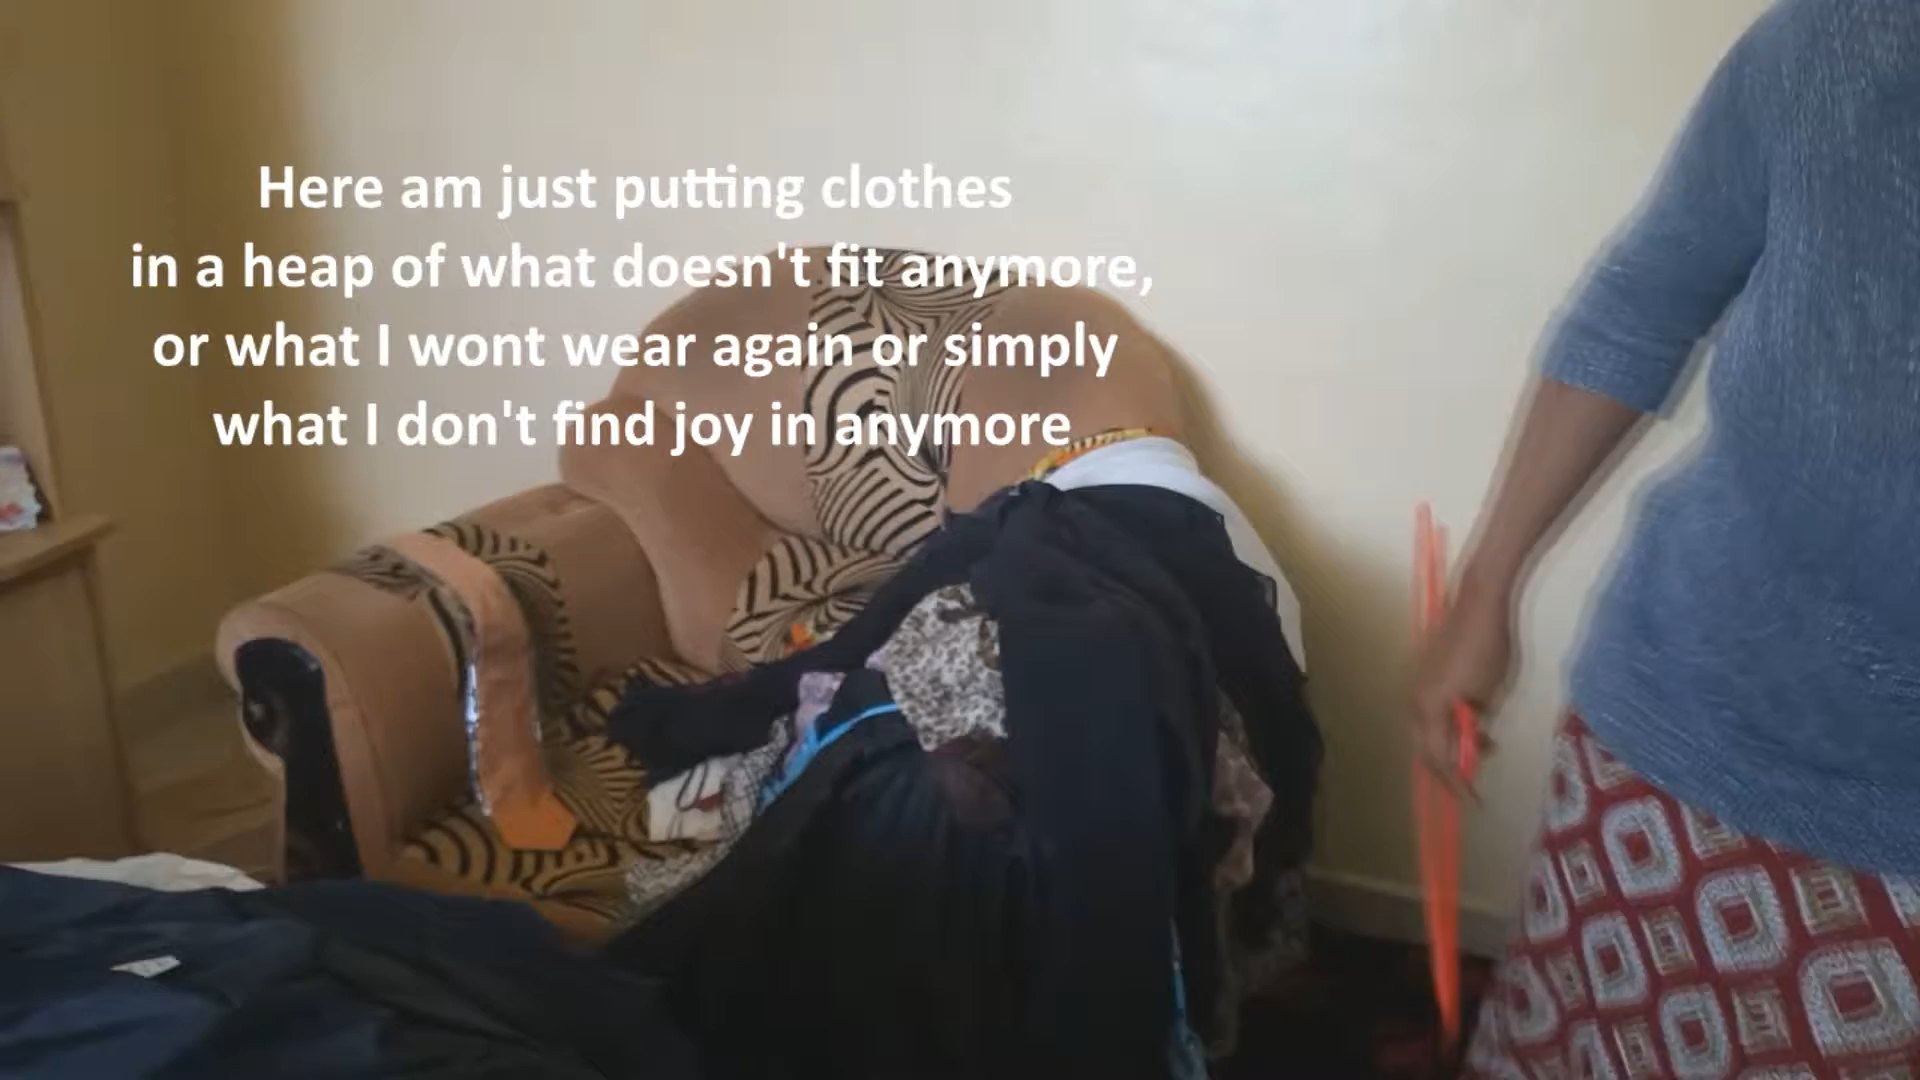 Here am just putting clothes
in a heap of what doesn't fit anymore,
or what I wont wear again or simply
what I don't find joy in anymore